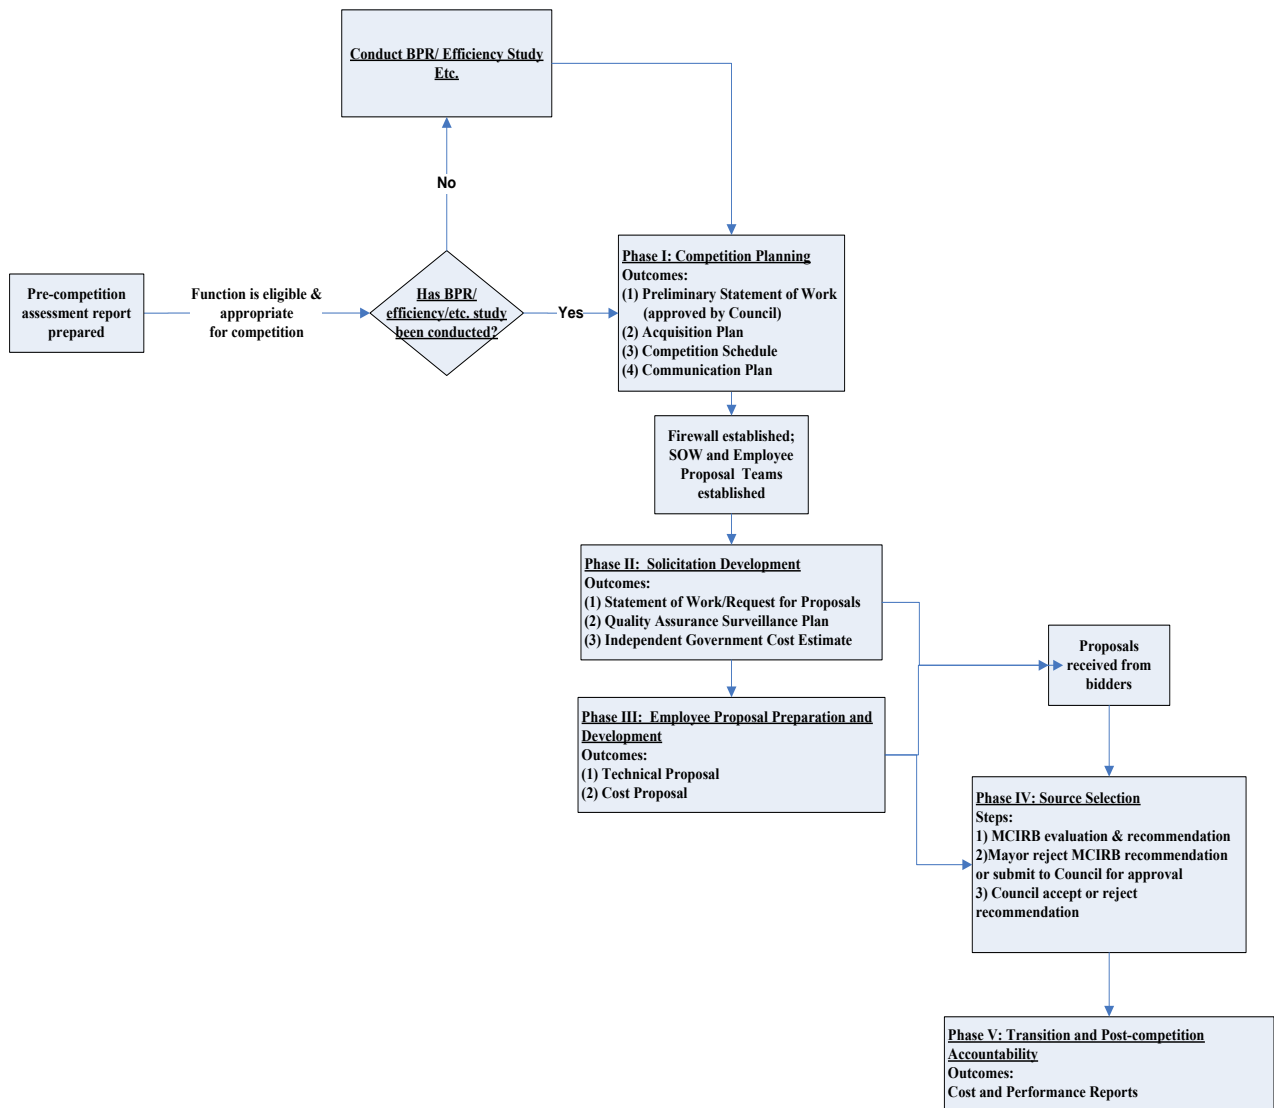 Conduct BPR/ Efficiency Study
Etc.
No
Pre-competition
assessment report
prepared
Function is eligible &
appropriate
for competition
Has BPR/
efficiency/etc. study
been conducted?
Yes
Phase I: Competition Planning
Outcomes:
(1) Preliminary Statement of Work
(approved by Council)
(2) Acquisition Plan
(3) Competition Schedule
(4) Communication Plan
Firewall established;
SOW and Employee
Proposal Teams
established
Phase II: Solicitation Development
Outcomes:
(1) Statement of Work/Request for Proposals
(2) Quality Assurance Surveillance Plan
(3) Independent Government Cost Estimate
Proposals
received from
bidders
Phase III: Employee Proposal Preparation and
Development
Outcomes:
(1) Technical Proposal
(2) Cost Proposal
Phase IV: Source Selection
Steps:
1) MCIRB evaluation & recommendation
2)Mayor reject MCIRB recommendation
or submit to Council for approval
3) Council accept or reject
recommendation
Phase V: Transition and Post-competition
Accountability
Outcomes:
Cost and Performance Reports